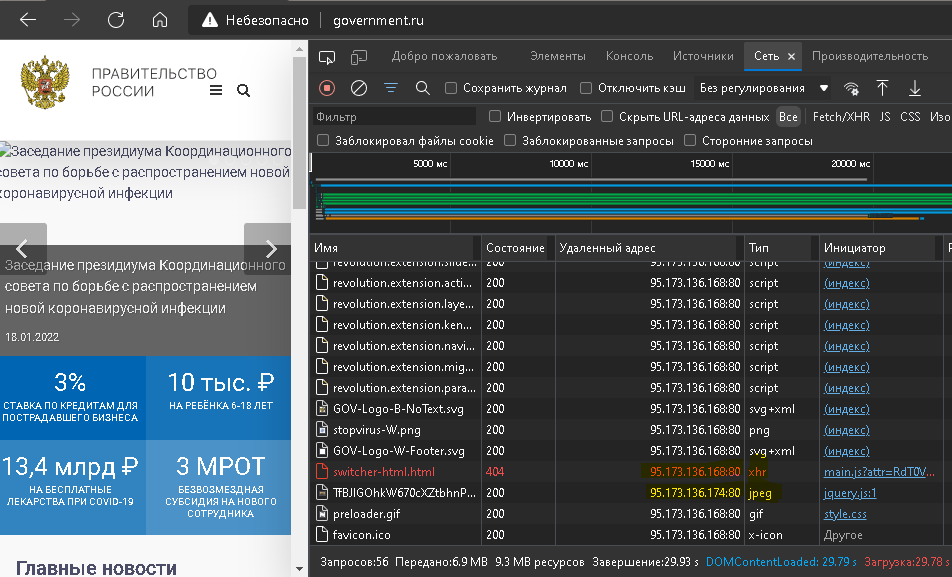 Небезопасно government.ru
ПРАВИТЕЛЬСТВО
РОССИИ
Заседание президиума Координационного
совета по борьбе с распространением новой
коронавирусной инфекции
Заседание президиума Координационного
совета по борьбе с распространением
новой коронавирусной инфекции
18.01.2022
3%
СТАВКА ПО КРЕДИТАМ ДЛЯ
ПОСТРАДАВШЕГО БИЗНЕСА
10 тыс. ₽
НА РЕБЁНКА 6-18 ЛЕТ
13,4 млрд ₽
НА БЕСПЛАТНЫЕ
ЛЕКАРСТВА ПРИ COVID-19
3 МРОТ
БЕЗВОЗМЕЗДНАЯ
СУБСИДИЯ НА НОВОГО
СОТРУДНИКА
Главные новости
Добро пожаловать Элементы Консоль Источники Сеть Производительность
Сохранить журнал Отключить кэш Без регулирования
Фильтр Инвертировать Скрыть URL-адреса данных Все Fetch/XHR JS CSS Изо
Заблокировал файлы cookie Заблокированные запросы Сторонние запросы
5000 мс 10000 мс 15000 мс 20000 мс
Имя Состояние Удаленный адрес Тип Инициатор
revolution.extension.slide... 200 95.173.136.168:80 script (индекс)
revolution.extension.acti... 200 95.173.136.168:80 script (индекс)
revolution.extension.laye... 200 95.173.136.168:80 script (индекс)
revolution.extension.ken... 200 95.173.136.168:80 script (индекс)
revolution.extension.navi... 200 95.173.136.168:80 script (индекс)
revolution.extension.mig... 200 95.173.136.168:80 script (индекс)
revolution.extension.para... 200 95.173.136.168:80 script (индекс)
GOV-Logo-B-NoText.svg 200 95.173.136.168:80 svg+xml (индекс)
stopvirus-W.png 200 95.173.136.168:80 png (индекс)
GOV-Logo-W-Footer.svg 200 95.173.136.168:80 svg+xml (индекс)
switcher-html.html 404 95.173.136.168:80 xhr main.js?attr=RdT0V...
TfBJIGOhkW670cXZtbhnP... 200 95.173.136.174:80 jpeg jquery.js:1
preloader.gif 200 95.173.136.168:80 gif style.css
favicon.ico 200 95.173.136.168:80 x-icon Другое
Запросов:56 Передано:6.9 MB 9.3 MB ресурсов Завершение:29.93 s DOMContentLoaded: 29.79 s Загрузка:29.78 s